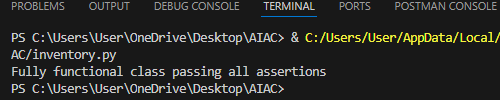 PROBLEMS OUTPUT DEBUG CONSOLE TERMINAL PORTS POSTMAN CONSOLE
PS C:\Users\User\OneDrive\Desktop\AIAC> & C:/Users/User/AppData/Local/
AC/inventory.py
Fully functional class passing all assertions
PS C:\Users\User\OneDrive\Desktop\AIAC>